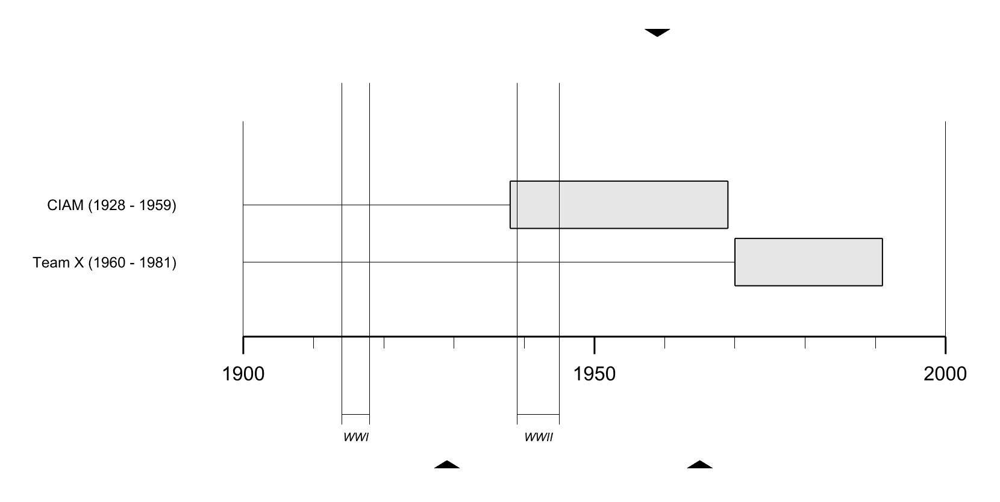 CIAM (1928 - 1959)
Team X (1960 - 1981)
1900 1950 2000
WWI WWII